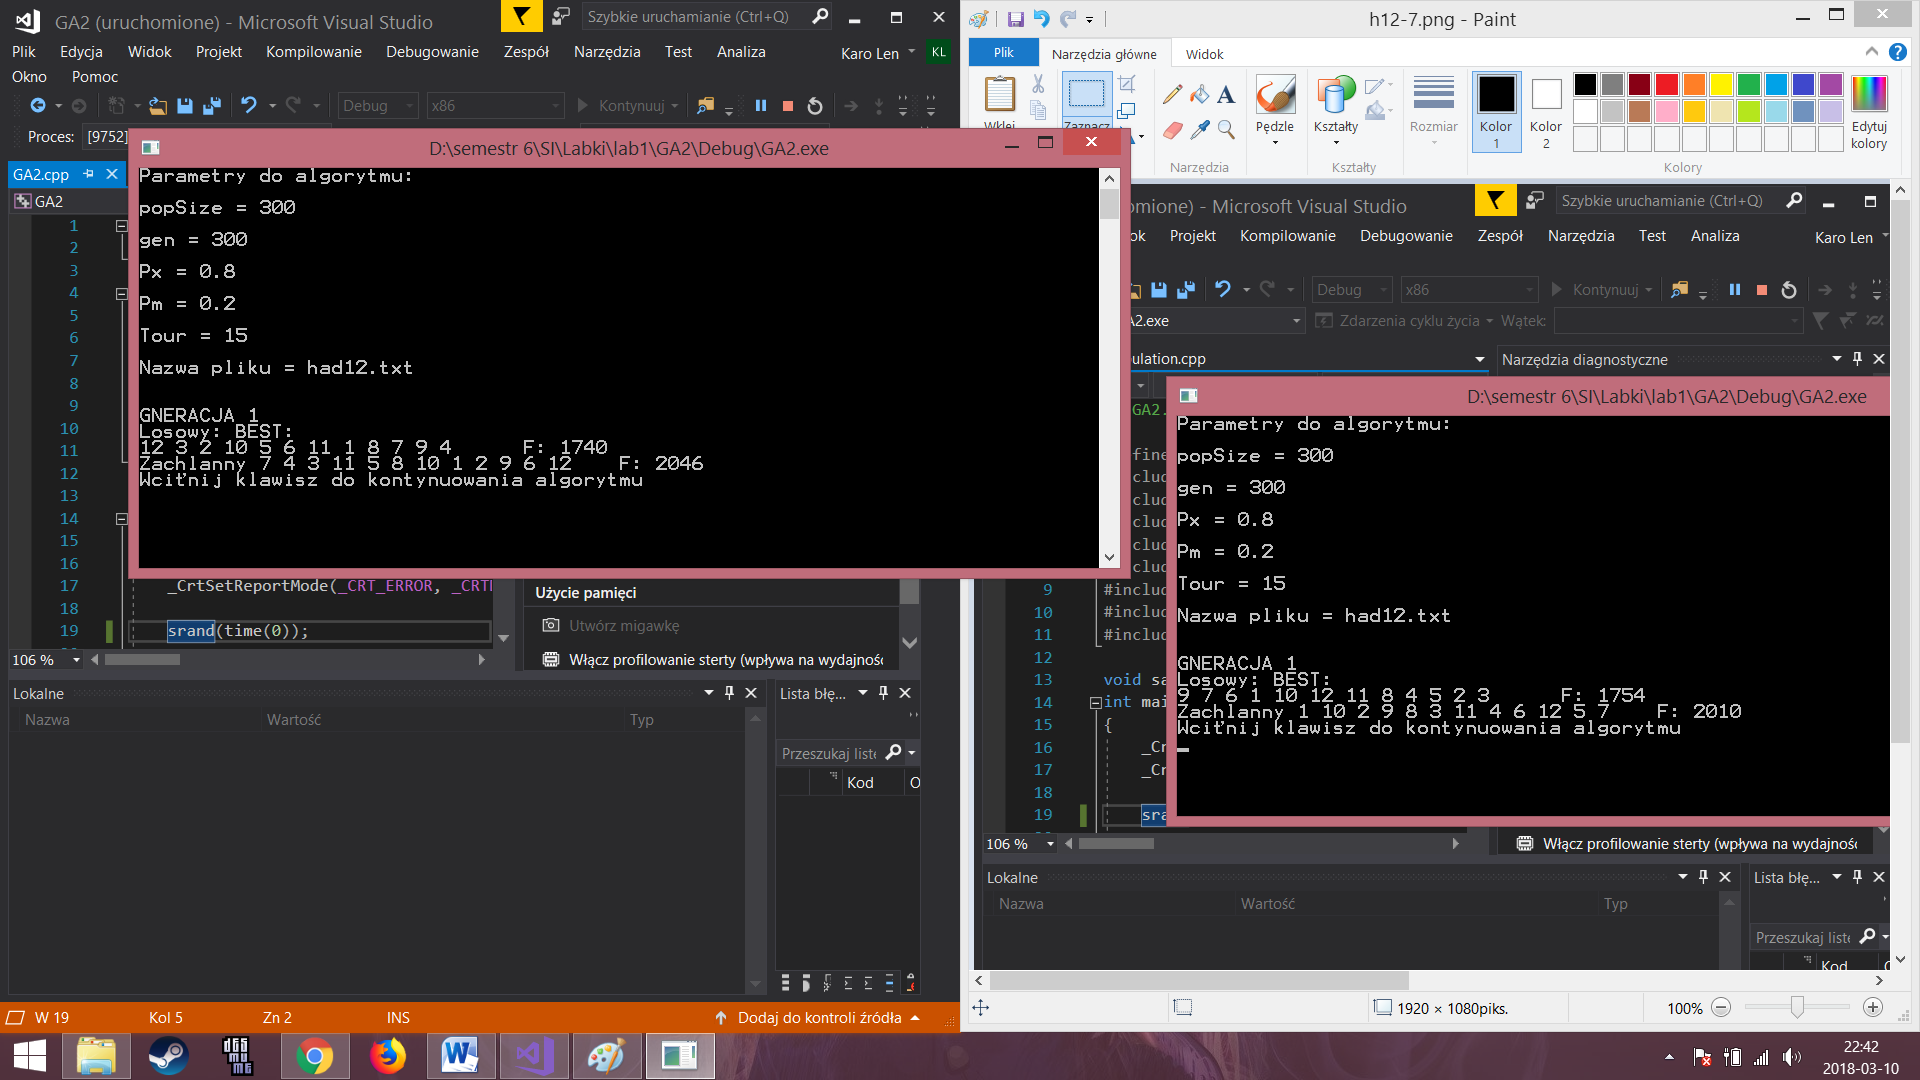 GA2 (uruchomione) - Microsoft Visual Studio
Szybkie uruchamianie (Ctrl+Q)
Plik Edycja Widok Projekt Kompilowanie Debugowanie Zespół Narzędzia Test Analiza
Karo Len KL
Okno Pomoc
Debug x86 Kontynuuj
Proces: [9752]
D:\semestr 6\SI\Labki\lab1\GA2\Debug\GA2.exe
GA2.cpp
GA2
Parametry do algorytmu:
popSize = 300
gen = 300
Px = 0.8
Pm = 0.2
Tour = 15
Nazwa pliku = had12.txt
GNERACJA 1
Losowy: BEST:
12 3 2 10 5 6 11 1 8 7 9 4 F: 1740
Zachlanny 7 4 3 11 5 8 10 1 2 9 6 12 F: 2046
Wciťnij klawisz do kontynuowania algorytmu
1
2
3
4
5
6
7
8
9
10
11
12
13
14
15
16
17 _CrtSetReportMode(_CRT_ERROR, _CRT
18
19 srand(time(0));
106 %
Użycie pamięci
Utwórz migawkę
Włącz profilowanie sterty (wpływa na wydajność
Lokalne
Nazwa Wartość Typ
Lista błę...
Przeszukaj listę
Kod O
W 19 Kol 5 Zn 2 INS Dodaj do kontroli źródła
h12-7.png - Paint
Plik Narzędzia główne Widok
Wklej Zaznacz Pędzle Kształty Rozmiar Kolor 1 Kolor 2 Edytuj kolory
Narzędzia Kształty Kolory
omione) - Microsoft Visual Studio
Szybkie uruchamianie (Ctrl+Q)
ok Projekt Kompilowanie Debugowanie Zespół Narzędzia Test Analiza
Karo Len
Debug x86 Kontynuuj
A2.exe Zdarzenia cyklu życia Wątek:
ulation.cpp
Narzędzia diagnostyczne
D:\semestr 6\SI\Labki\lab1\GA2\Debug\GA2.exe
GA2.
fine
clud
clud
clud
clud
clud
Parametry do algorytmu:
popSize = 300
gen = 300
Px = 0.8
Pm = 0.2
Tour = 15
Nazwa pliku = had12.txt
GNERACJA 1
Losowy: BEST:
9 7 6 1 10 12 11 8 4 5 2 3 F: 1754
Zachlanny 1 10 2 9 8 3 11 4 6 12 5 7 F: 2010
Wciťnij klawisz do kontynuowania algorytmu
9 #includ
10 #includ
11 #includ
12
13 void sa
14 int mai
15 {
16 _Cr
17 _Cr
18
19 sra
106 %
Włącz profilowanie sterty (wpływa na wydajność
Lokalne
Nazwa Wartość Typ
Lista błę...
Przeszukaj listę
Kod
1920 × 1080piks.
100%
22:42
2018-03-10